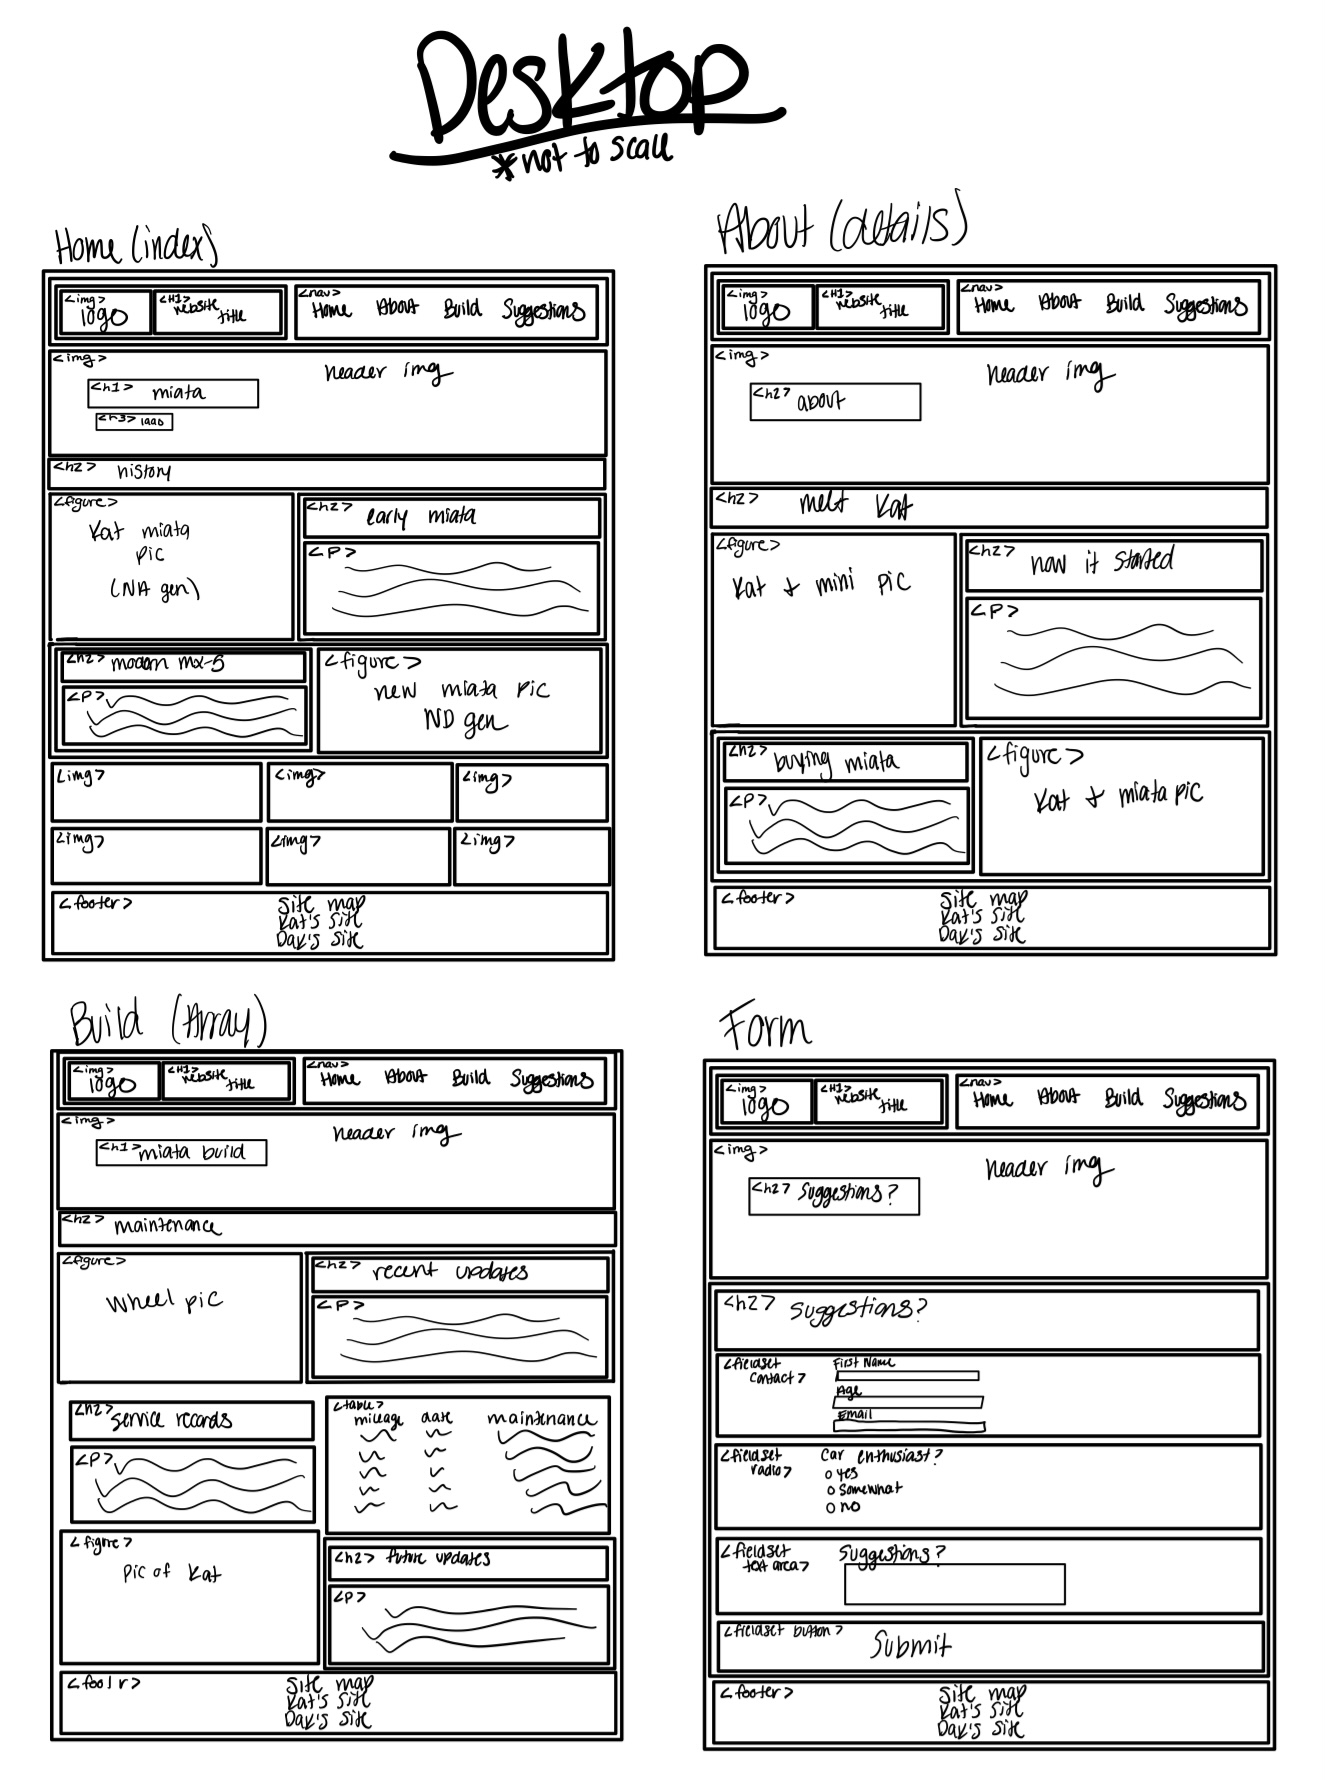 Desktop
*not to scale
Home (index)
<img>
logo
<H1>
website
title
<nav>
Home About Build Suggestions
<img>
header img
<h1> miata
<h3> 1990
<h2> history
<figure>
Kat miata
pic
(NA gen)
<h2> early miata
<P>
<h2> modern mx-5
<P>
<figure>
new miata pic
ND gen
<img> <img> <img>
<img> <img> <img>
<footer>
Site map
Kat's Site
Dak's Site
About (details)
<img>
logo
<H1>
website
title
<nav>
Home About Build Suggestions
<img>
header img
<h2> about
<h2> meet Kat
<figure>
Kat + mini pic
<h2> how it started
<P>
<h2> buying miata
<P>
<figure>
Kat + miata pic
<footer>
Site map
Kat's Site
Dak's Site
Build (Array)
<img>
logo
<H1>
website
title
<nav>
Home About Build Suggestions
<img>
header img
<h1> miata build
<h2> maintenance
<figure>
wheel pic
<h2> recent updates
<P>
<h2> service records
<P>
<table>
mileage date maintenance
<figure>
pic of Kat
<h2> future updates
<P>
<footer>
Site map
Kat's Site
Dak's Site
Form
<img>
logo
<H1>
website
title
<nav>
Home About Build Suggestions
<img>
header img
<h2> Suggestions?
<h2> Suggestions?
<fieldset
contact>
First Name
Age
Email
<fieldset
radio>
Car enthusiast?
o yes
o Somewhat
o no
<fieldset
text area>
Suggestions?
<fieldset button>
Submit
<footer>
Site map
Kat's Site
Dak's Site